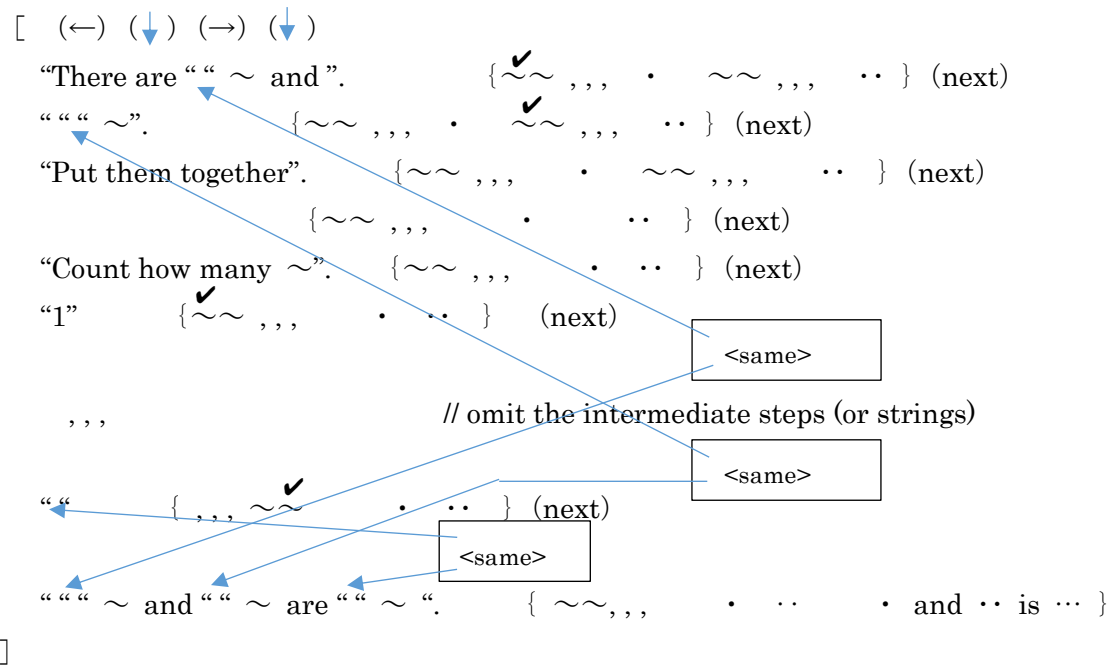 [ (←) (↓) (→) (↓)
“There are “ “ ～ and ”. {～～ , , , ・ ～～ , , , ‥ } (next)
“ “ “ ～”. {～～ , , , ・ ～～ , , , ‥ } (next)
“Put them together”. {～～ , , , ・ ～～ , , , ‥ } (next)
{～～ , , , ・ ‥ } (next)
“Count how many ～”. {～～ , , , ・ ‥ } (next)
“1” {～～ , , , ・ ‥ } (next)
<same>
, , , // omit the intermediate steps (or strings)
<same>
“ “ { , , , ～～ ・ ‥ } (next)
<same>
“ “ “ ～ and “ “ ～ are “ “ ～ “. { ～～, , , ・ ‥ ・ and ‥ is … }
]